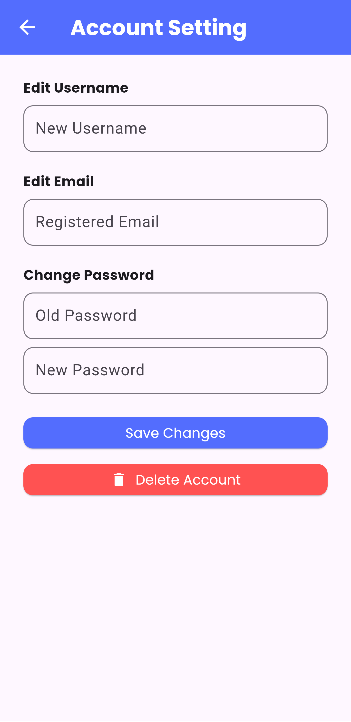 Account Setting
Edit Username
New Username
Edit Email
Registered Email
Change Password
Old Password
New Password
Save Changes
Delete Account